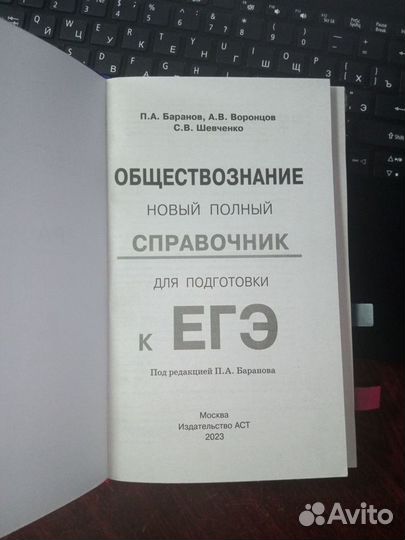 П.А. Баранов, А.В. Воронцов
С.В. Шевченко
ОБЩЕСТВОЗНАНИЕ
НОВЫЙ ПОЛНЫЙ
СПРАВОЧНИК
ДЛЯ ПОДГОТОВКИ
К ЕГЭ
Под редакцией П.А. Баранова
Москва
Издательство АСТ
2023
Avito